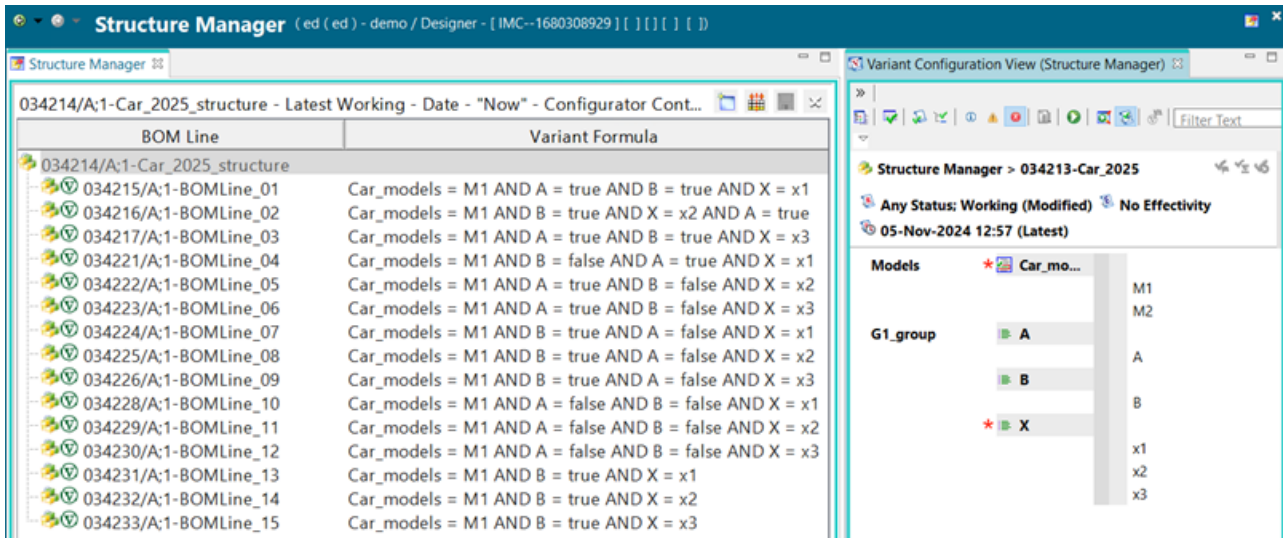 Structure Manager ( ed ( ed ) - demo / Designer - [ IMC--1680308929 ] [ ] [ ] [ ] [ ])
Structure Manager
034214/A;1-Car_2025_structure - Latest Working - Date - "Now" - Configurator Cont...
BOM Line Variant Formula
034214/A;1-Car_2025_structure
034215/A;1-BOMLine_01 Car_models = M1 AND A = true AND B = true AND X = x1
034216/A;1-BOMLine_02 Car_models = M1 AND B = true AND X = x2 AND A = true
034217/A;1-BOMLine_03 Car_models = M1 AND A = true AND B = true AND X = x3
034221/A;1-BOMLine_04 Car_models = M1 AND B = false AND A = true AND X = x1
034222/A;1-BOMLine_05 Car_models = M1 AND A = true AND B = false AND X = x2
034223/A;1-BOMLine_06 Car_models = M1 AND A = true AND B = false AND X = x3
034224/A;1-BOMLine_07 Car_models = M1 AND B = true AND A = false AND X = x1
034225/A;1-BOMLine_08 Car_models = M1 AND B = true AND A = false AND X = x2
034226/A;1-BOMLine_09 Car_models = M1 AND B = true AND A = false AND X = x3
034228/A;1-BOMLine_10 Car_models = M1 AND A = false AND B = false AND X = x1
034229/A;1-BOMLine_11 Car_models = M1 AND A = false AND B = false AND X = x2
034230/A;1-BOMLine_12 Car_models = M1 AND A = false AND B = false AND X = x3
034231/A;1-BOMLine_13 Car_models = M1 AND B = true AND X = x1
034232/A;1-BOMLine_14 Car_models = M1 AND B = true AND X = x2
034233/A;1-BOMLine_15 Car_models = M1 AND B = true AND X = x3
Variant Configuration View (Structure Manager)
»
Filter Text
Structure Manager > 034213-Car_2025
Any Status; Working (Modified) No Effectivity
05-Nov-2024 12:57 (Latest)
Models * Car_mo...
M1
M2
G1_group A
A
B
B
* X
x1
x2
x3